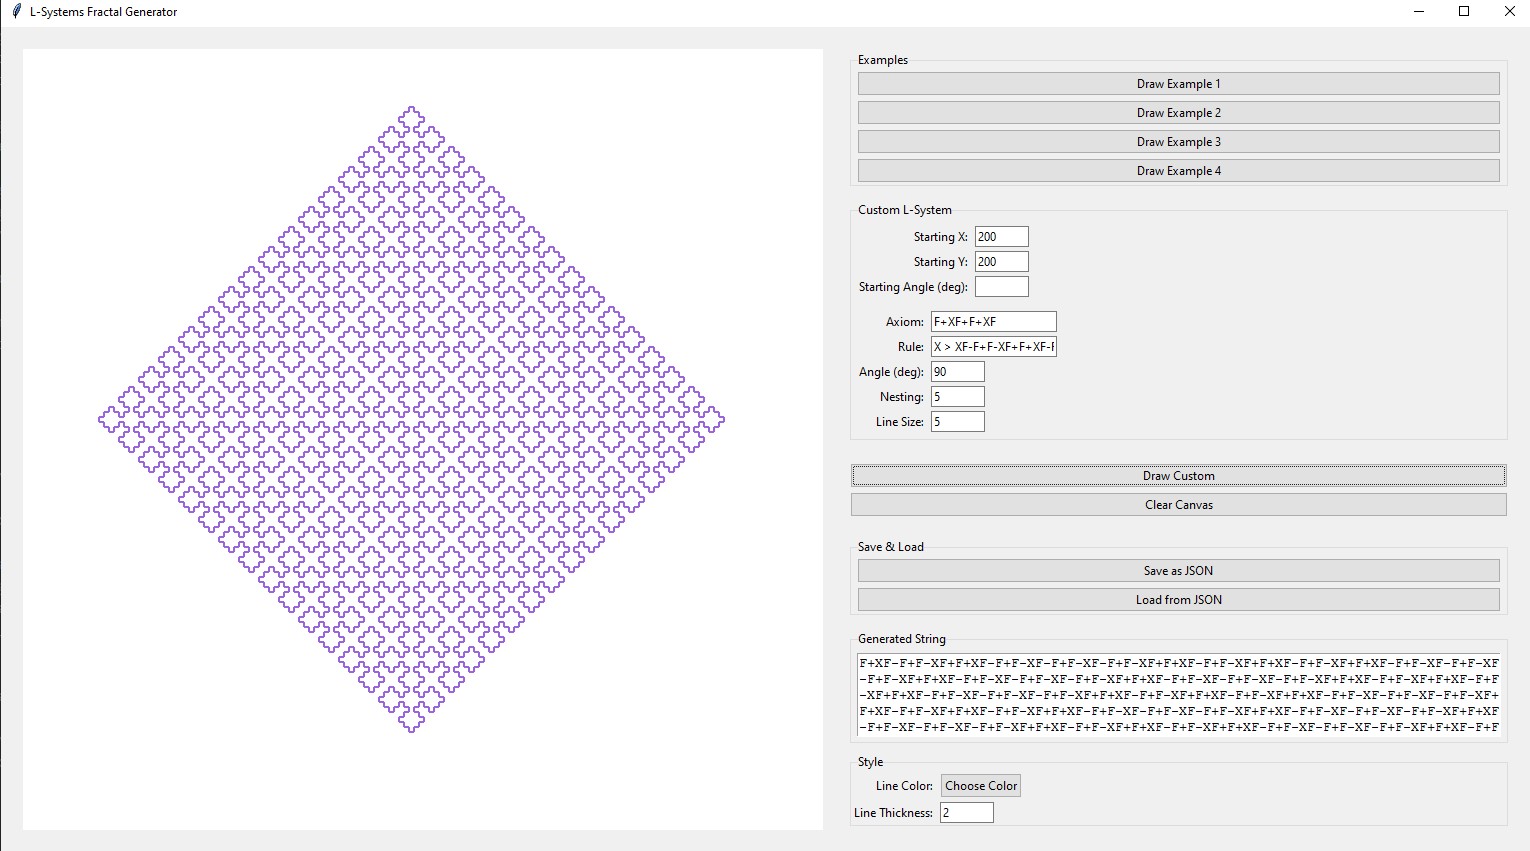 L-Systems Fractal Generator
Examples
Draw Example 1
Draw Example 2
Draw Example 3
Draw Example 4
Custom L-System
Starting X: 200
Starting Y: 200
Starting Angle (deg):
Axiom: F+XF+F+XF
Rule: X > XF-F+F-XF+F+XF-F
Angle (deg): 90
Nesting: 5
Line Size: 5
Draw Custom
Clear Canvas
Save & Load
Save as JSON
Load from JSON
Generated String
F+XF-F+F-XF+F+XF-F+F-XF-F+F-XF-F+F-XF+F+XF-F+F-XF+F+XF-F+F-XF+F+XF-F+F-XF-F+F-XF
-F+F-XF+F+XF-F+F-XF+F+XF-F+F-XF-F+F-XF-F+F-XF+F+XF-F+F-XF-F+F-XF-F+F-XF+F+XF-F+F
-XF+F+XF-F+F-XF-F+F-XF-F+F-XF+F+XF-F+F-XF+F+XF-F+F-XF+F+XF-F+F-XF-F+F-XF-F+F-XF+
F+XF-F+F-XF+F+XF-F+F-XF-F+F-XF-F+F-XF+F+XF-F+F-XF-F+F-XF-F+F-XF+F+XF-F+F-XF+F+XF
-F+F-XF-F+F-XF-F+F-XF+F+XF-F+F-XF+F+XF-F+F-XF+F+XF-F+F-XF-F+F-XF-F+F-XF+F+XF-F+F
Style
Line Color: Choose Color
Line Thickness: 2